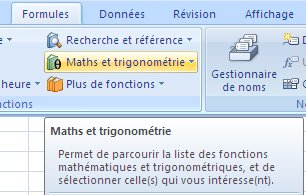 Formules Données Révision Affichage
Recherche et référence
Maths et trigonométrie
heure Plus de fonctions
Gestionnaire
de noms
ctions
Maths et trigonométrie
Permet de parcourir la liste des fonctions
mathématiques et trigonométriques, et de
sélectionner celle(s) qui vous intéresse(nt).